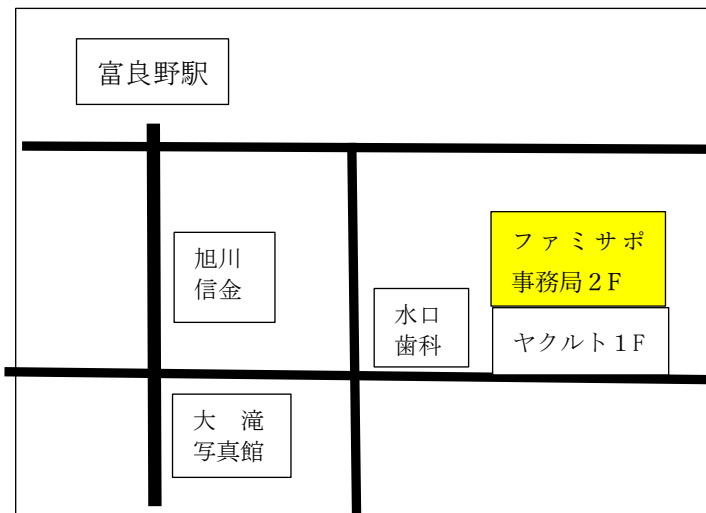 富良野駅
旭川
信金
ファミサポ
事務局２F
水口
歯科
ヤクルト１F
大　滝
写真館